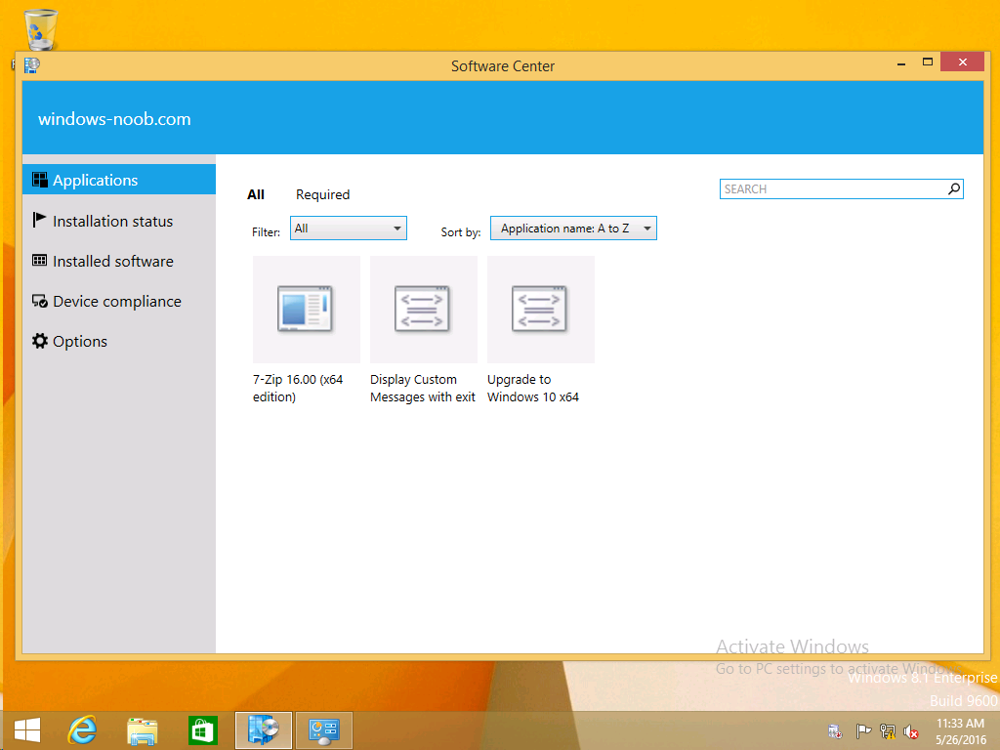 Software Center
windows-noob.com
Applications
Installation status
Installed software
Device compliance
Options
All
Required
SEARCH
Filter:
All
Sort by:
Application name: A to Z
7-Zip 16.00 (x64
edition)
Display Custom
Messages with exit
Upgrade to
Windows 10 x64
Activate Windows
Go to PC settings to activate
Windows 8.1 Enterprise
Build 9600
11:33 AM
5/26/2016